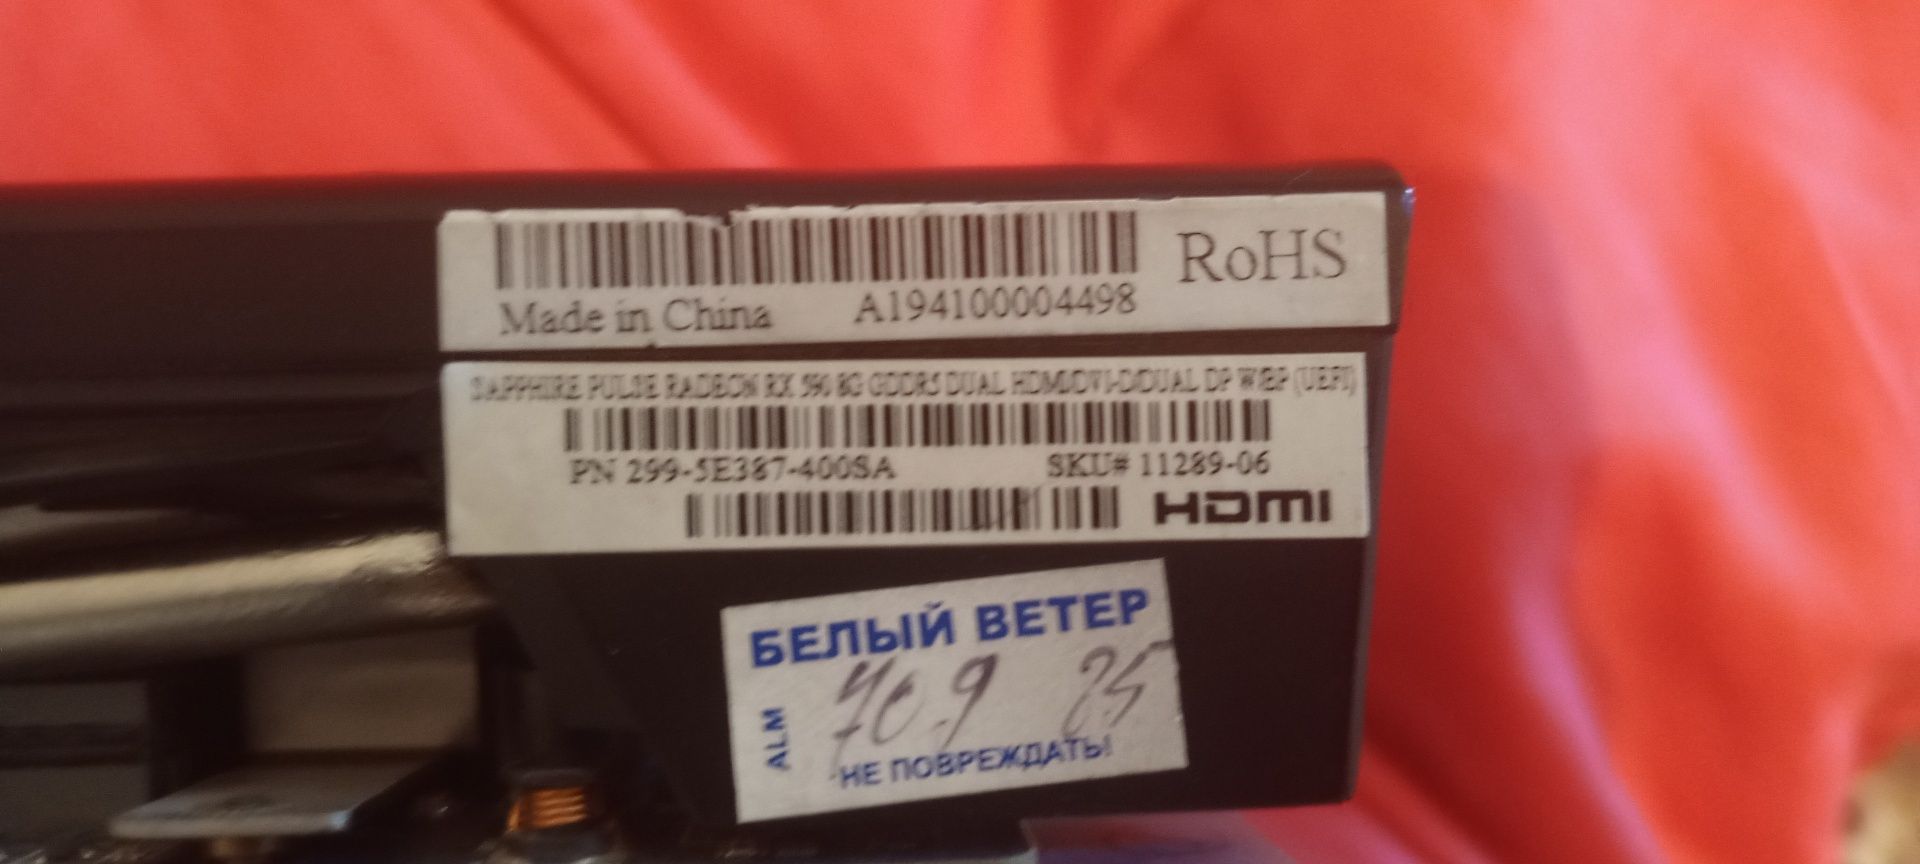 Made in China A194100004498 RoHS
SAPPHIRE PULSE RADEON RX 590 8G GDDR5 DUAL HDMI/DVI-D/DUAL DP W/BP (UEFI)
PN 299-5E387-400SA SKU# 11289-06
HDMI
БЕЛЫЙ ВЕТЕР
ALM
НЕ ПОВРЕЖДАТЬ!